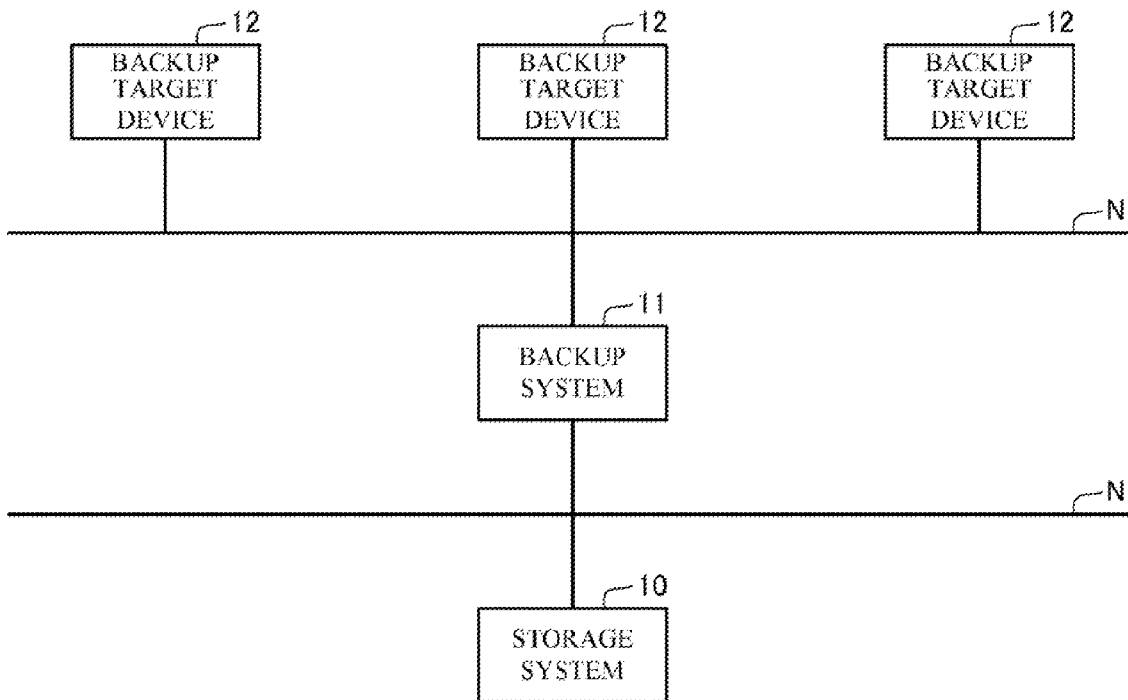 12
12
12
BACKUP
TARGET
DEVICE
BACKUP
TARGET
DEVICE
BACKUP
TARGET
DEVICE
N
11
BACKUP
SYSTEM
N
10
STORAGE
SYSTEM